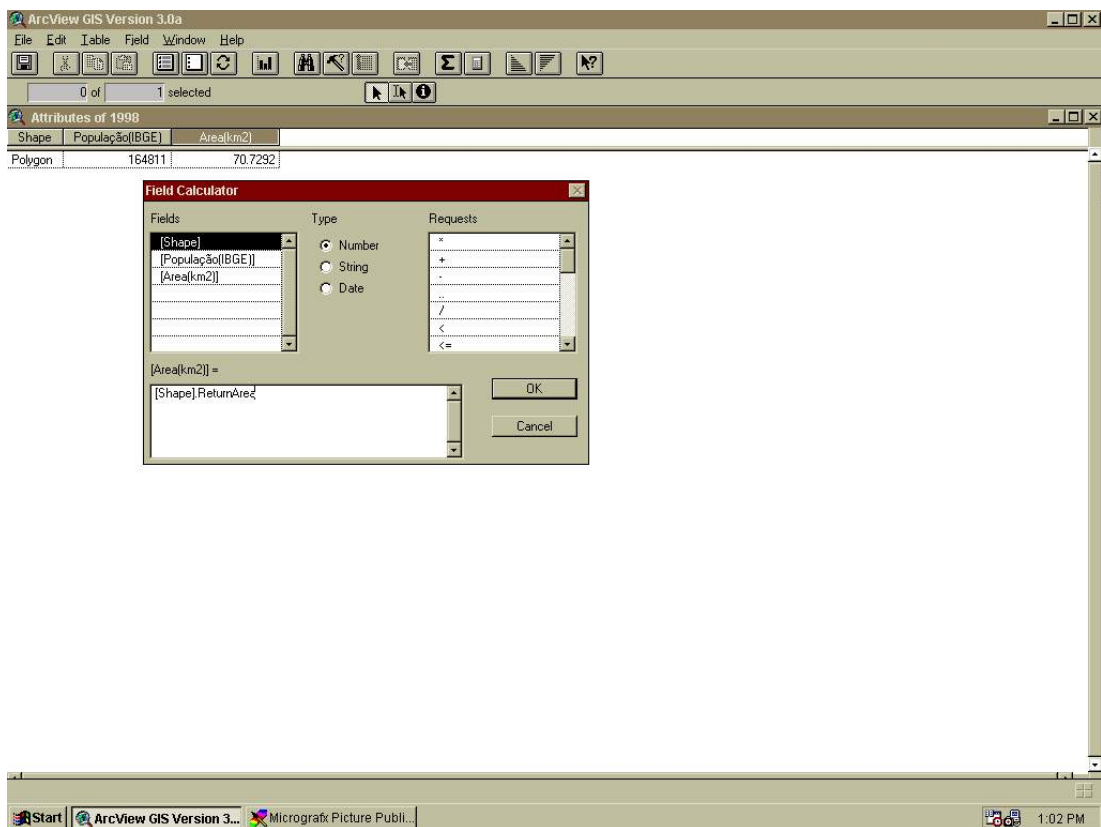 ArcView GIS Version 3.0a
File Edit Table Field Window Help
0 of 1 selected
Attributes of 1998
Shape População(IBGE) Area(km2)
Polygon 164811 70.7292
Field Calculator
Fields Type Requests
[Shape] Number *
[População(IBGE)] String +
[Area(km2)] Date -
..
/
<
<=
[Area(km2)] =
[Shape].ReturnArea
OK
Cancel
Start ArcView GIS Version 3... Micrografx Picture Publi... 1:02 PM